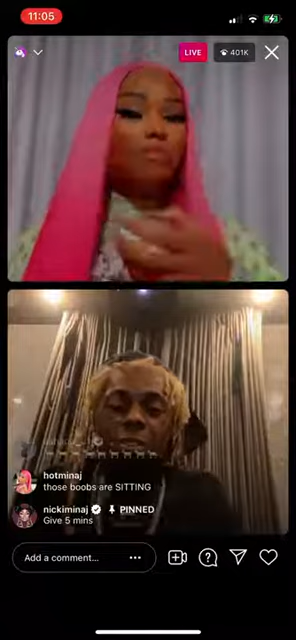 11:05
LIVE
401K
hotminaj
those boobs are SITTING
nickiminaj PINNED
Give 5 mins
Add a comment...